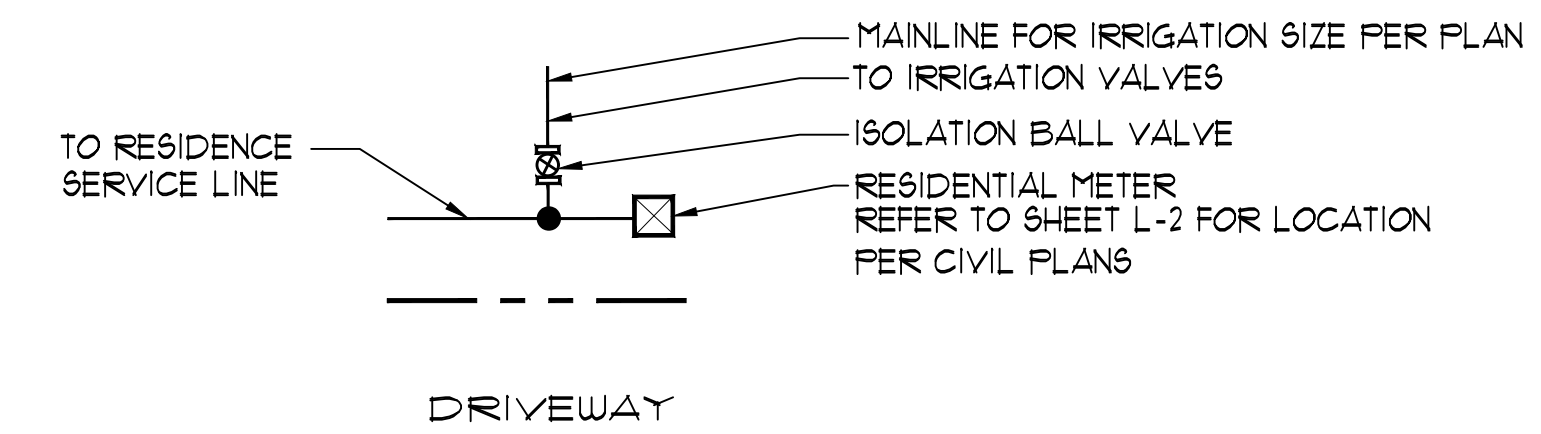 MAINLINE FOR IRRIGATION SIZE PER PLAN
TO IRRIGATION VALVES
ISOLATION BALL VALVE
TO RESIDENCE
SERVICE LINE
RESIDENTIAL METER
REFER TO SHEET L-2 FOR LOCATION
PER CIVIL PLANS
DRIVEWAY